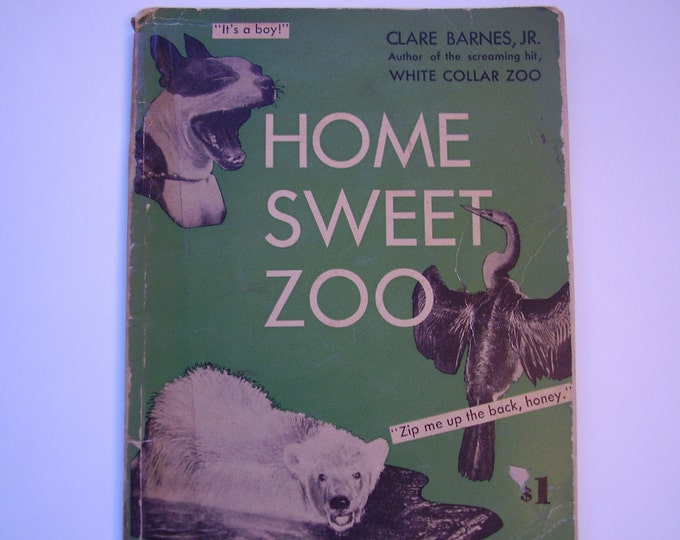 "It's a boy!"
CLARE BARNES, JR.
Author of the screaming hit,
WHITE COLLAR ZOO
HOME
SWEET
ZOO
"Zip me up the back, honey."
$1